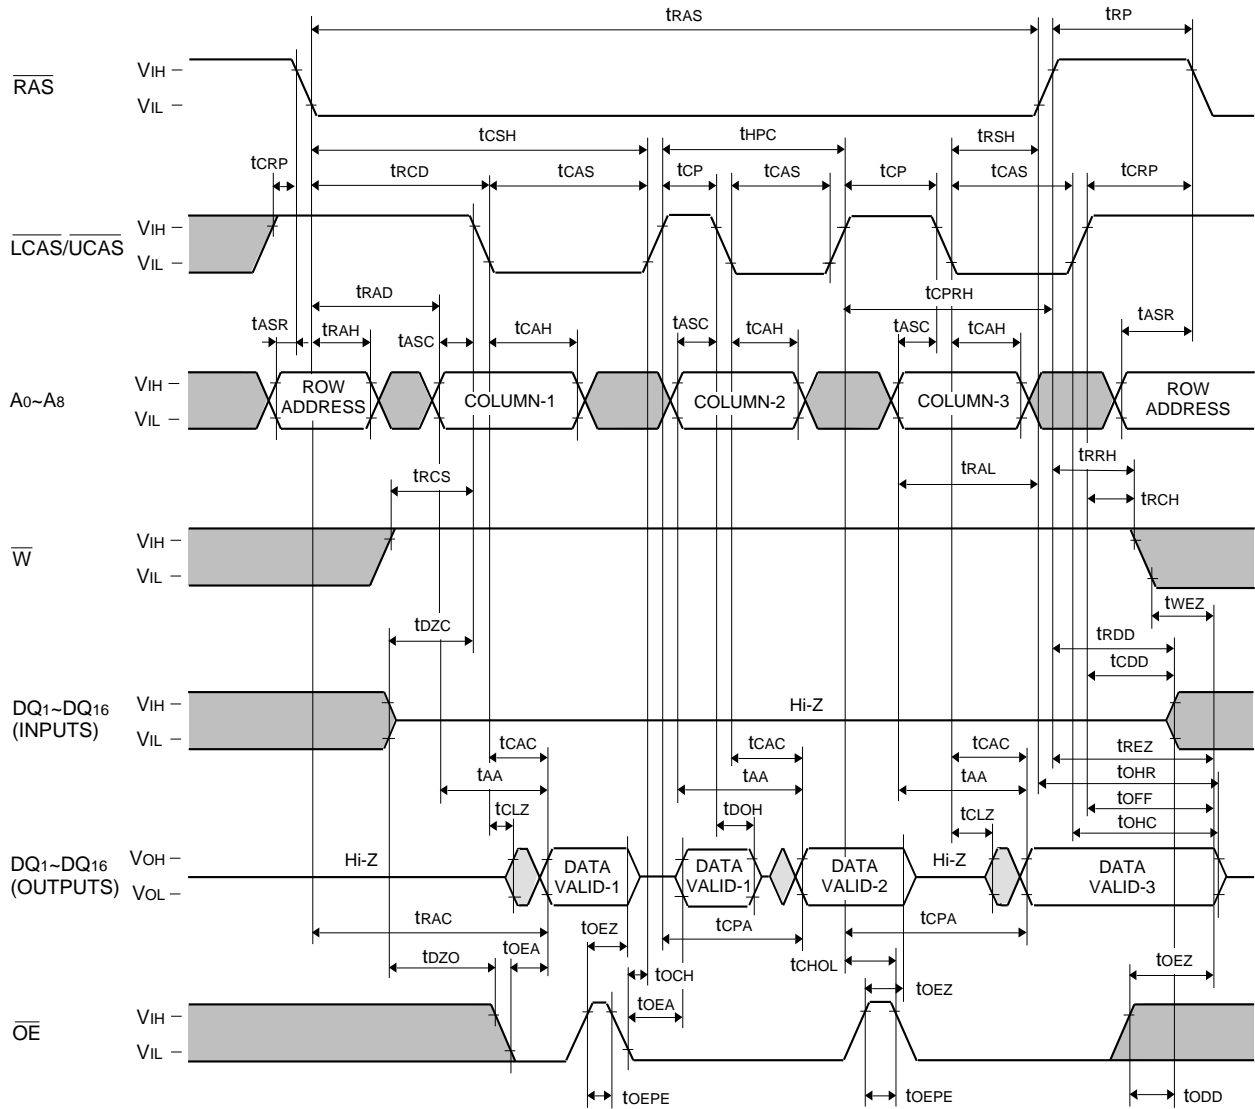 tRAS
tRP
RAS
VIH
VIL
tCSH
tHPC
tRSH
tCRP
tRCD
tCAS
tCP
tCAS
tCP
tCAS
tCRP
LCAS/UCAS
VIH
VIL
tRAD
tCPRH
tASR
tRAH
tASC
tCAH
tASC
tCAH
tASC
tCAH
tASR
A0~A8
VIH
VIL
ROW
ADDRESS
COLUMN-1
COLUMN-2
COLUMN-3
ROW
ADDRESS
tRCS
tRAL
tRRH
tRCH
W
VIH
VIL
tWEZ
tDZC
tRDD
tCDD
DQ1~DQ16
(INPUTS)
VIH
VIL
Hi-Z
tCAC
tCAC
tCAC
tREZ
tAA
tAA
tAA
tOHR
tCLZ
tDOH
tCLZ
tOFF
tOHC
DQ1~DQ16
(OUTPUTS)
VOH
VOL
Hi-Z
DATA
VALID-1
DATA
VALID-1
DATA
VALID-2
Hi-Z
DATA
VALID-3
tRAC
tOEZ
tCPA
tCPA
tDZO
tOEA
tOCH
tCHOL
tOEZ
tOEA
tOEZ
OE
VIH
VIL
tOEPE
tOEPE
tODD